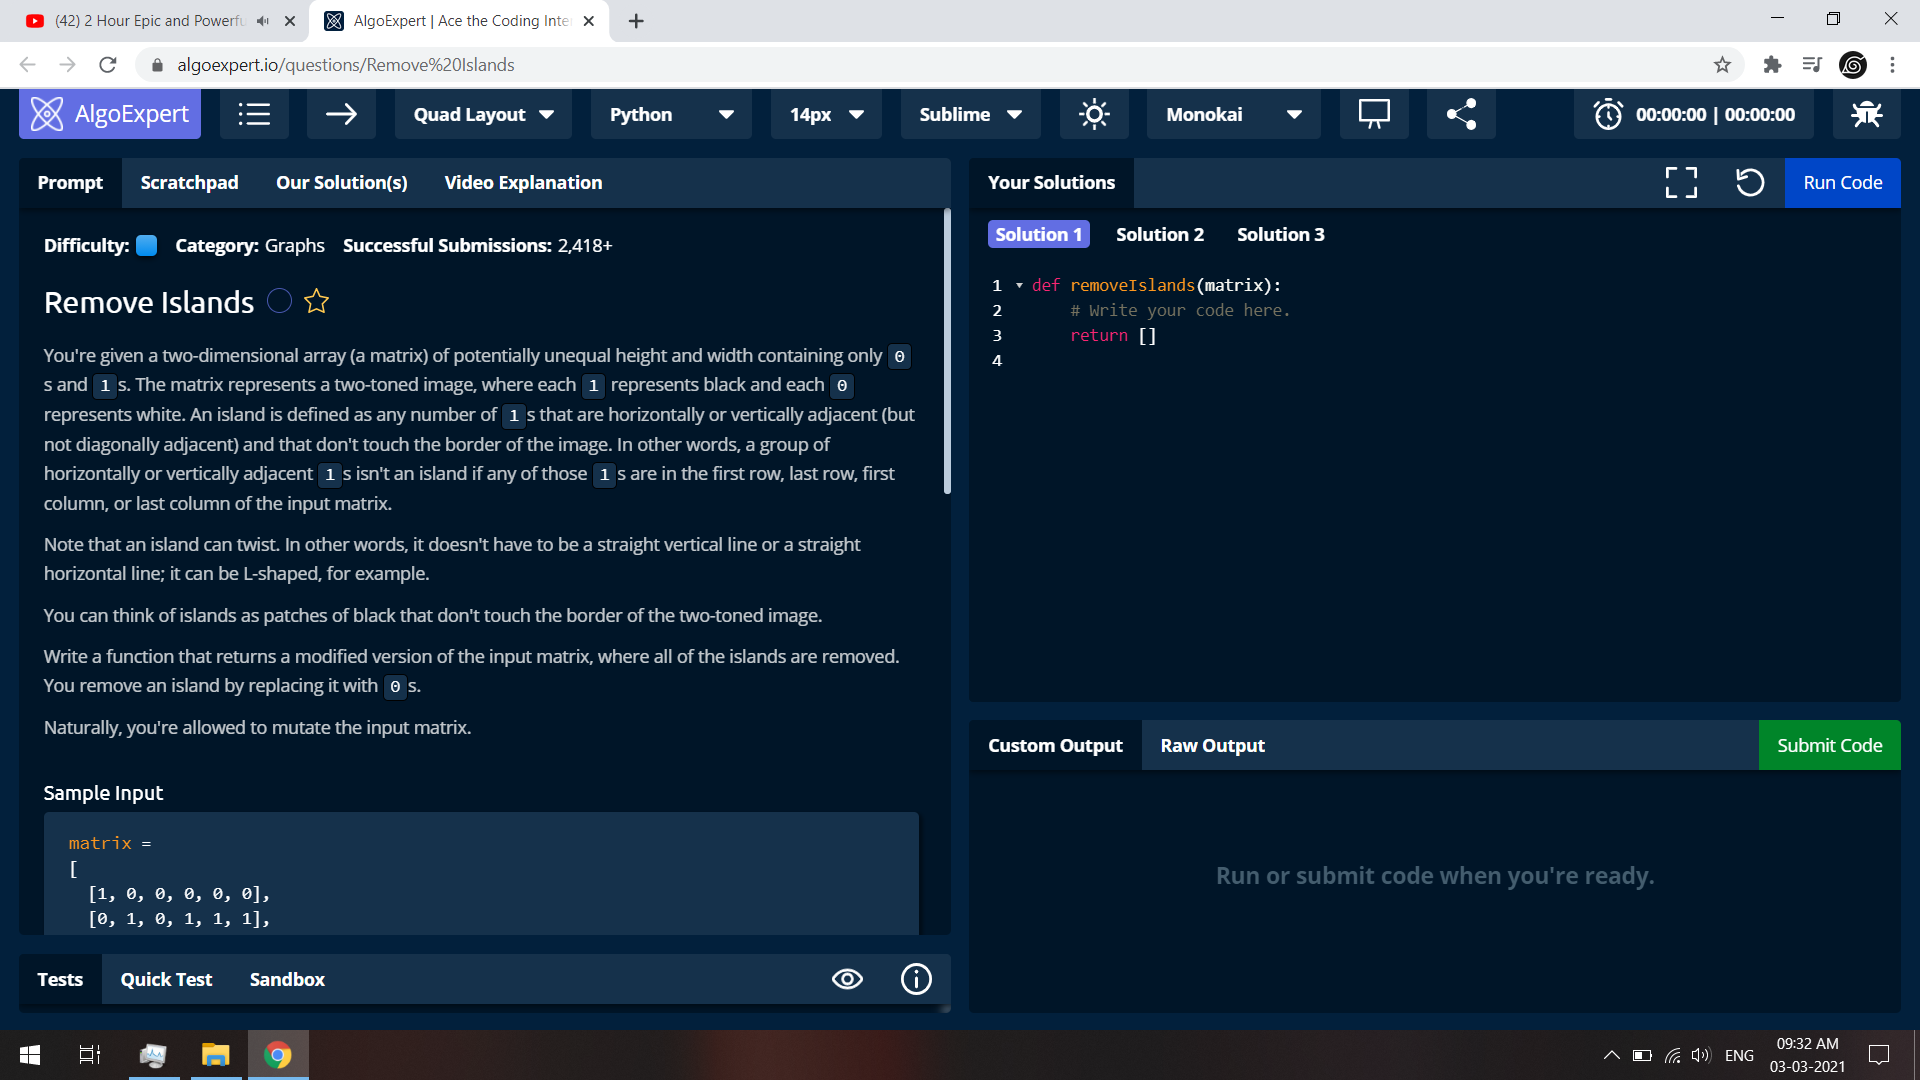 (42) 2 Hour Epic and Powerfu
AlgoExpert | Ace the Coding Inte
algoexpert.io/questions/Remove%20Islands
AlgoExpert
Quad Layout
Python
14px
Sublime
Monokai
00:00:00 | 00:00:00
Prompt
Scratchpad
Our Solution(s)
Video Explanation
Difficulty: Category: Graphs Successful Submissions: 2,418+
Remove Islands
You're given a two-dimensional array (a matrix) of potentially unequal height and width containing only 0
s and 1 s. The matrix represents a two-toned image, where each 1 represents black and each 0
represents white. An island is defined as any number of 1 s that are horizontally or vertically adjacent (but
not diagonally adjacent) and that don't touch the border of the image. In other words, a group of
horizontally or vertically adjacent 1 s isn't an island if any of those 1 s are in the first row, last row, first
column, or last column of the input matrix.
Note that an island can twist. In other words, it doesn't have to be a straight vertical line or a straight
horizontal line; it can be L-shaped, for example.
You can think of islands as patches of black that don't touch the border of the two-toned image.
Write a function that returns a modified version of the input matrix, where all of the islands are removed.
You remove an island by replacing it with 0 s.
Naturally, you're allowed to mutate the input matrix.
Sample Input
matrix =
[
[1, 0, 0, 0, 0, 0],
[0, 1, 0, 1, 1, 1],
Tests
Quick Test
Sandbox
Your Solutions
Run Code
Solution 1
Solution 2
Solution 3
1 def removeIslands(matrix):
2 # Write your code here.
3 return []
4
Custom Output
Raw Output
Submit Code
Run or submit code when you're ready.
ENG
09:32 AM
03-03-2021